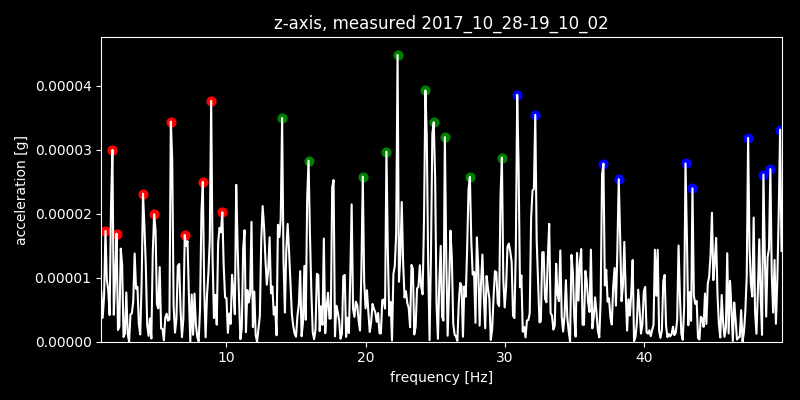 z-axis, measured 2017_10_28-19_10_02
0.00004
0.00003
0.00002
0.00001
0.00000
acceleration [g]
10 20 30 40
frequency [Hz]